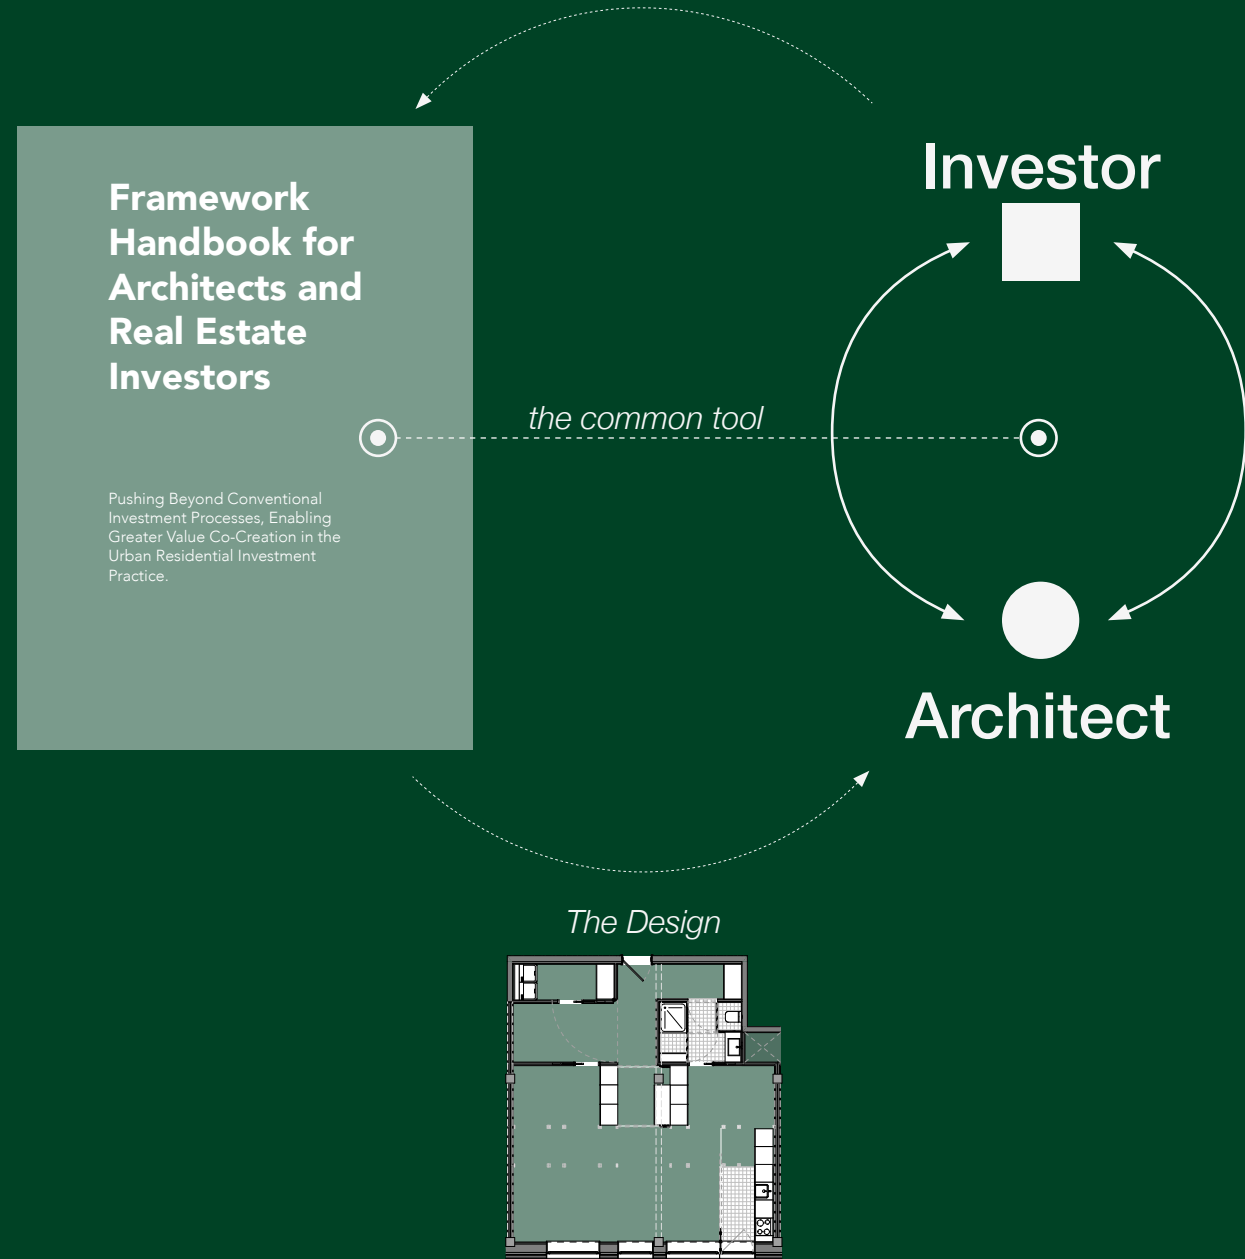 Framework
Handbook for
Architects and
Real Estate
Investors
Pushing Beyond Conventional
Investment Processes, Enabling
Greater Value Co-Creation in the
Urban Residential Investment
Practice.
the common tool
Investor
Architect
The Design